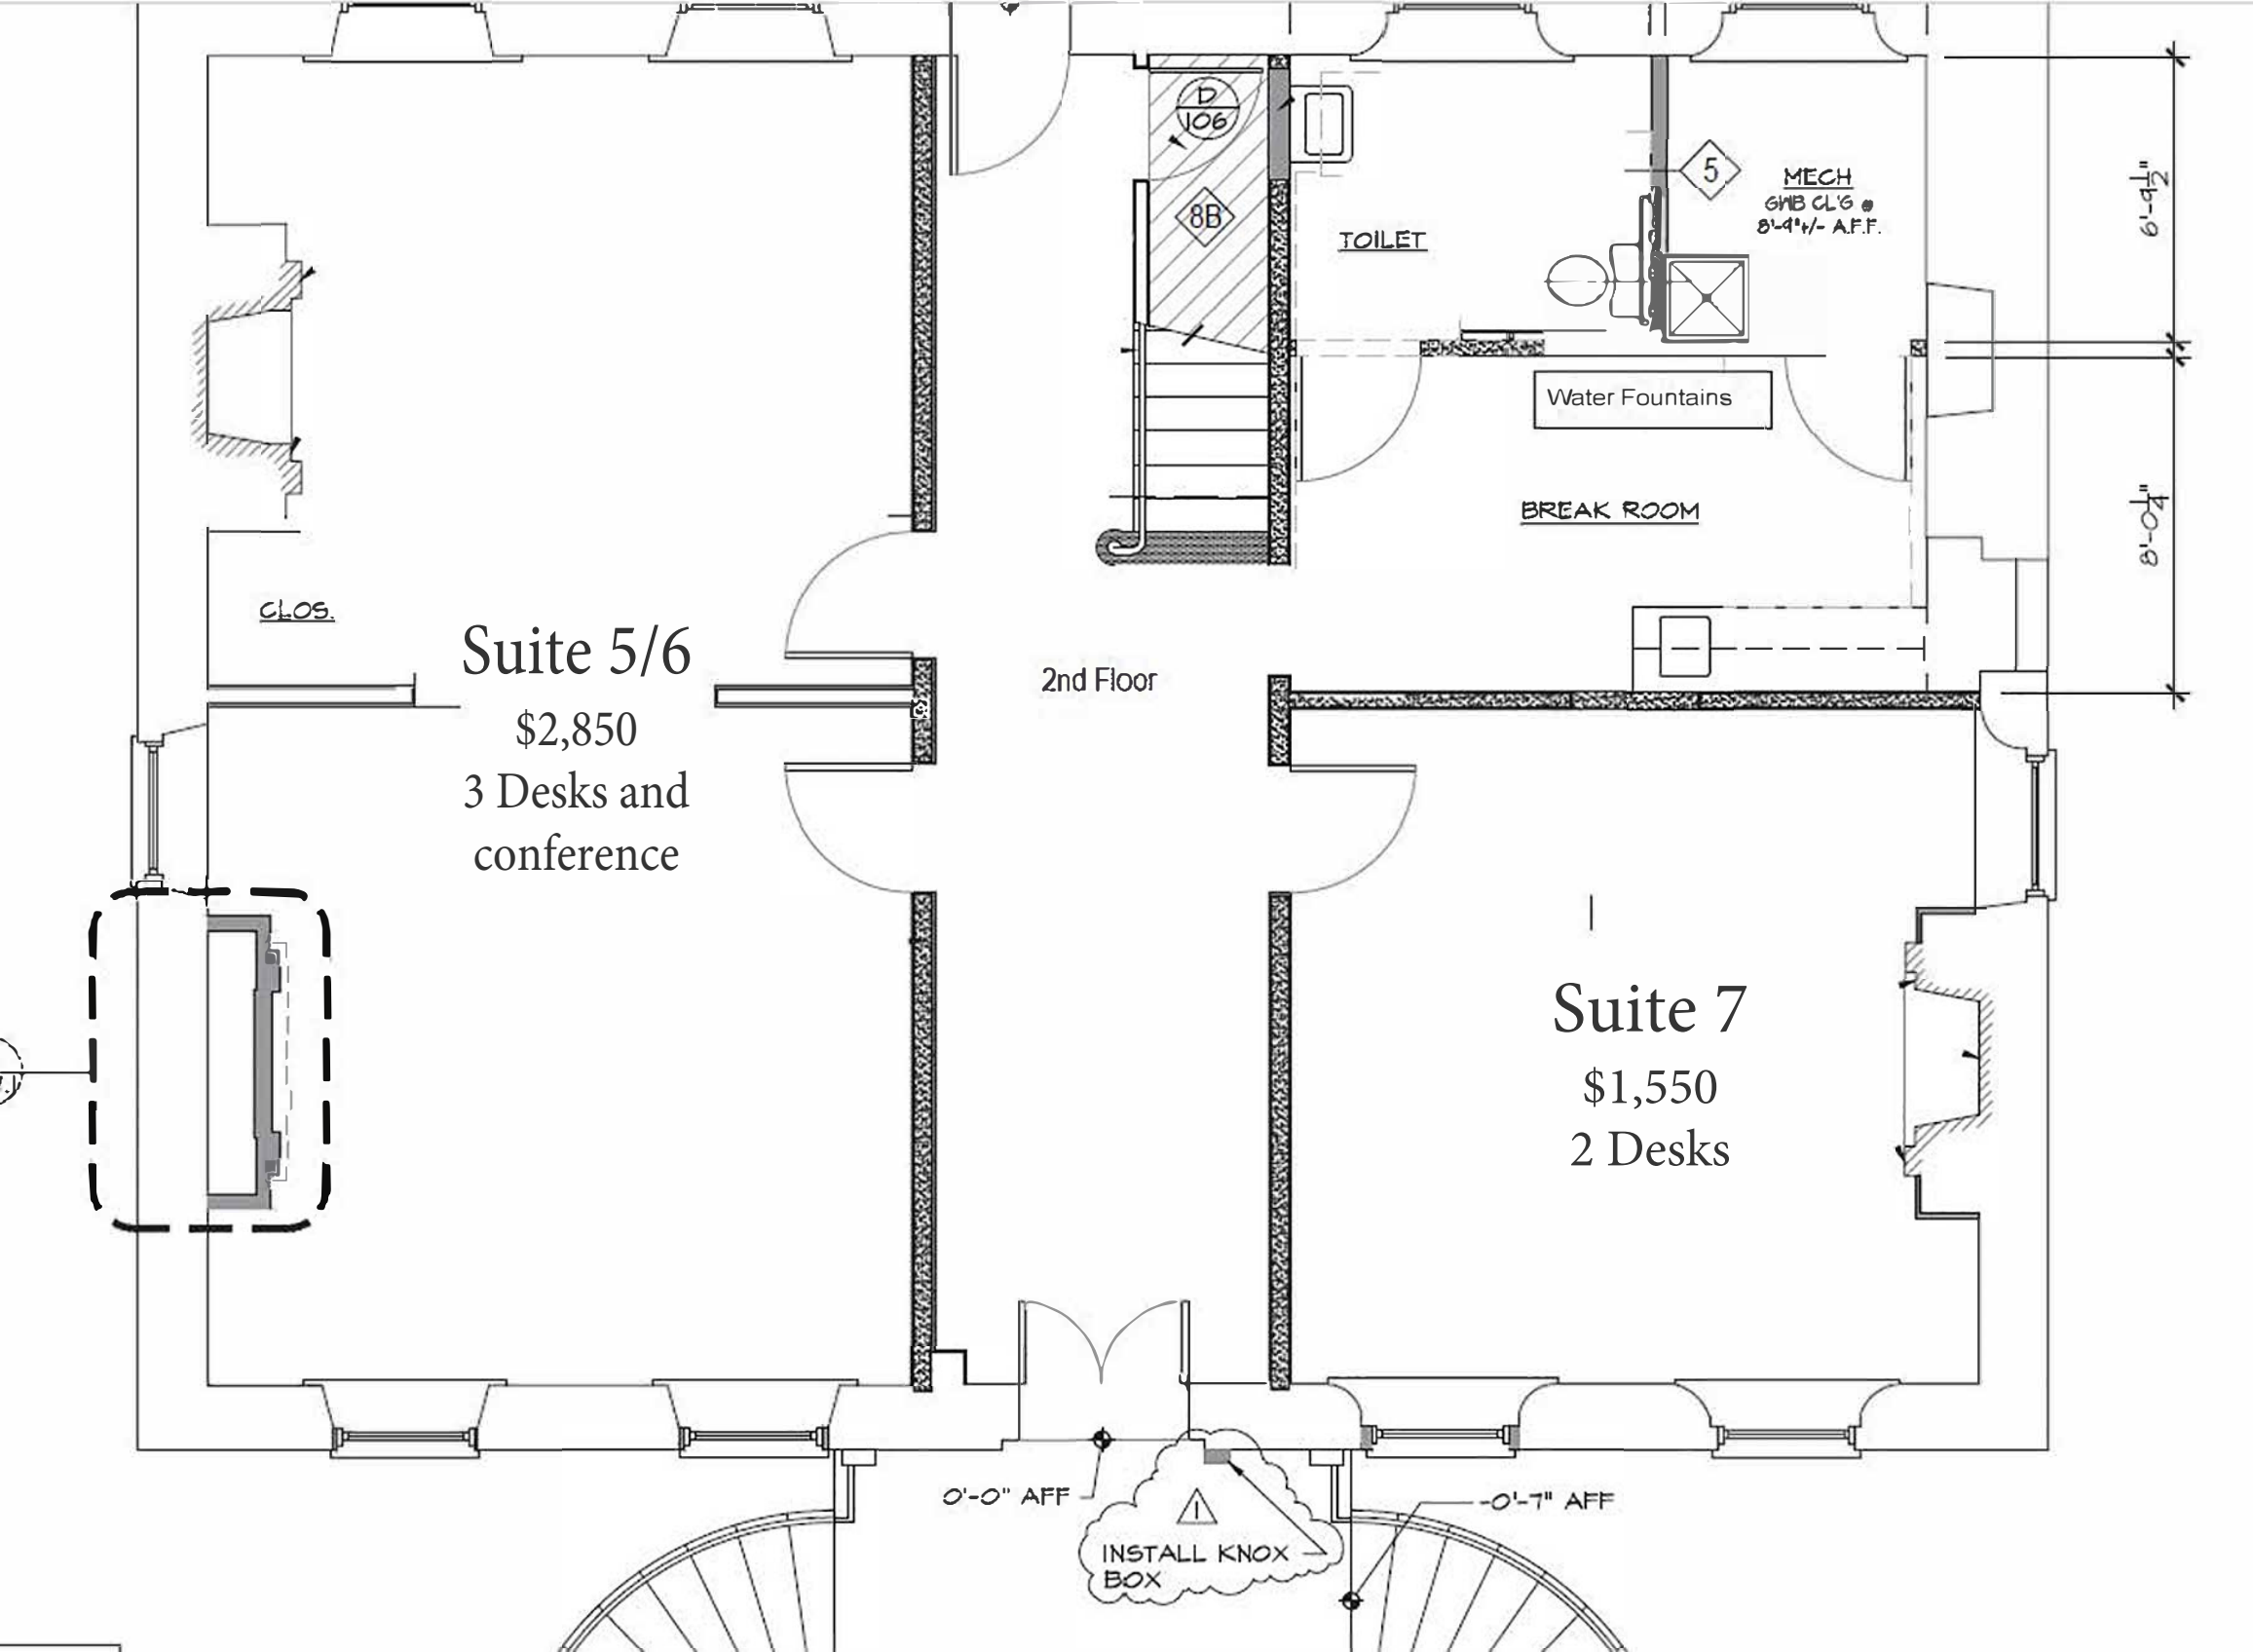 D
106
8B
5
MECH
GWB CL'G @
8'-9"+/- A.F.F.
6'-9 1/2"
TOILET
Water Fountains
BREAK ROOM
8'-0 1/4"
CLOS.
Suite 5/6
$2,850
3 Desks and
conference
2nd Floor
Suite 7
$1,550
2 Desks
0'-0" AFF
1
INSTALL KNOX
BOX
-0'-7" AFF